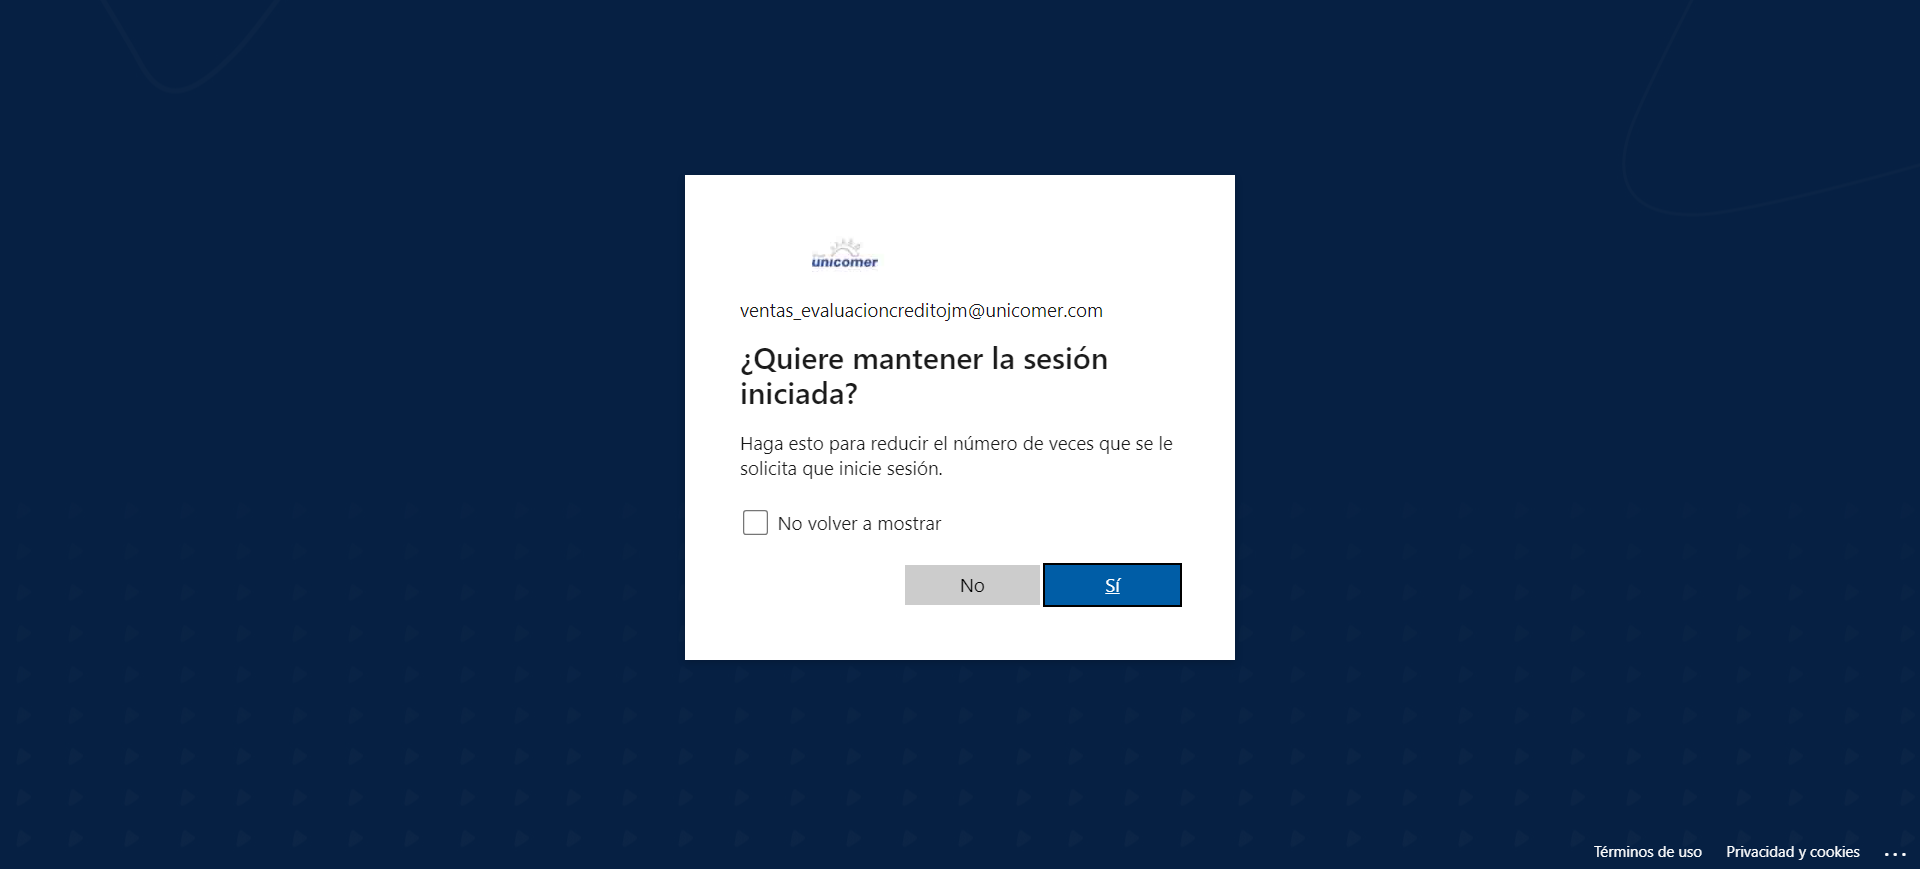 unicomer
ventas_evaluacioncreditojm@unicomer.com
¿Quiere mantener la sesión
iniciada?
Haga esto para reducir el número de veces que se le
solicita que inicie sesión.
No volver a mostrar
No
Sí
Términos de uso
Privacidad y cookies
...